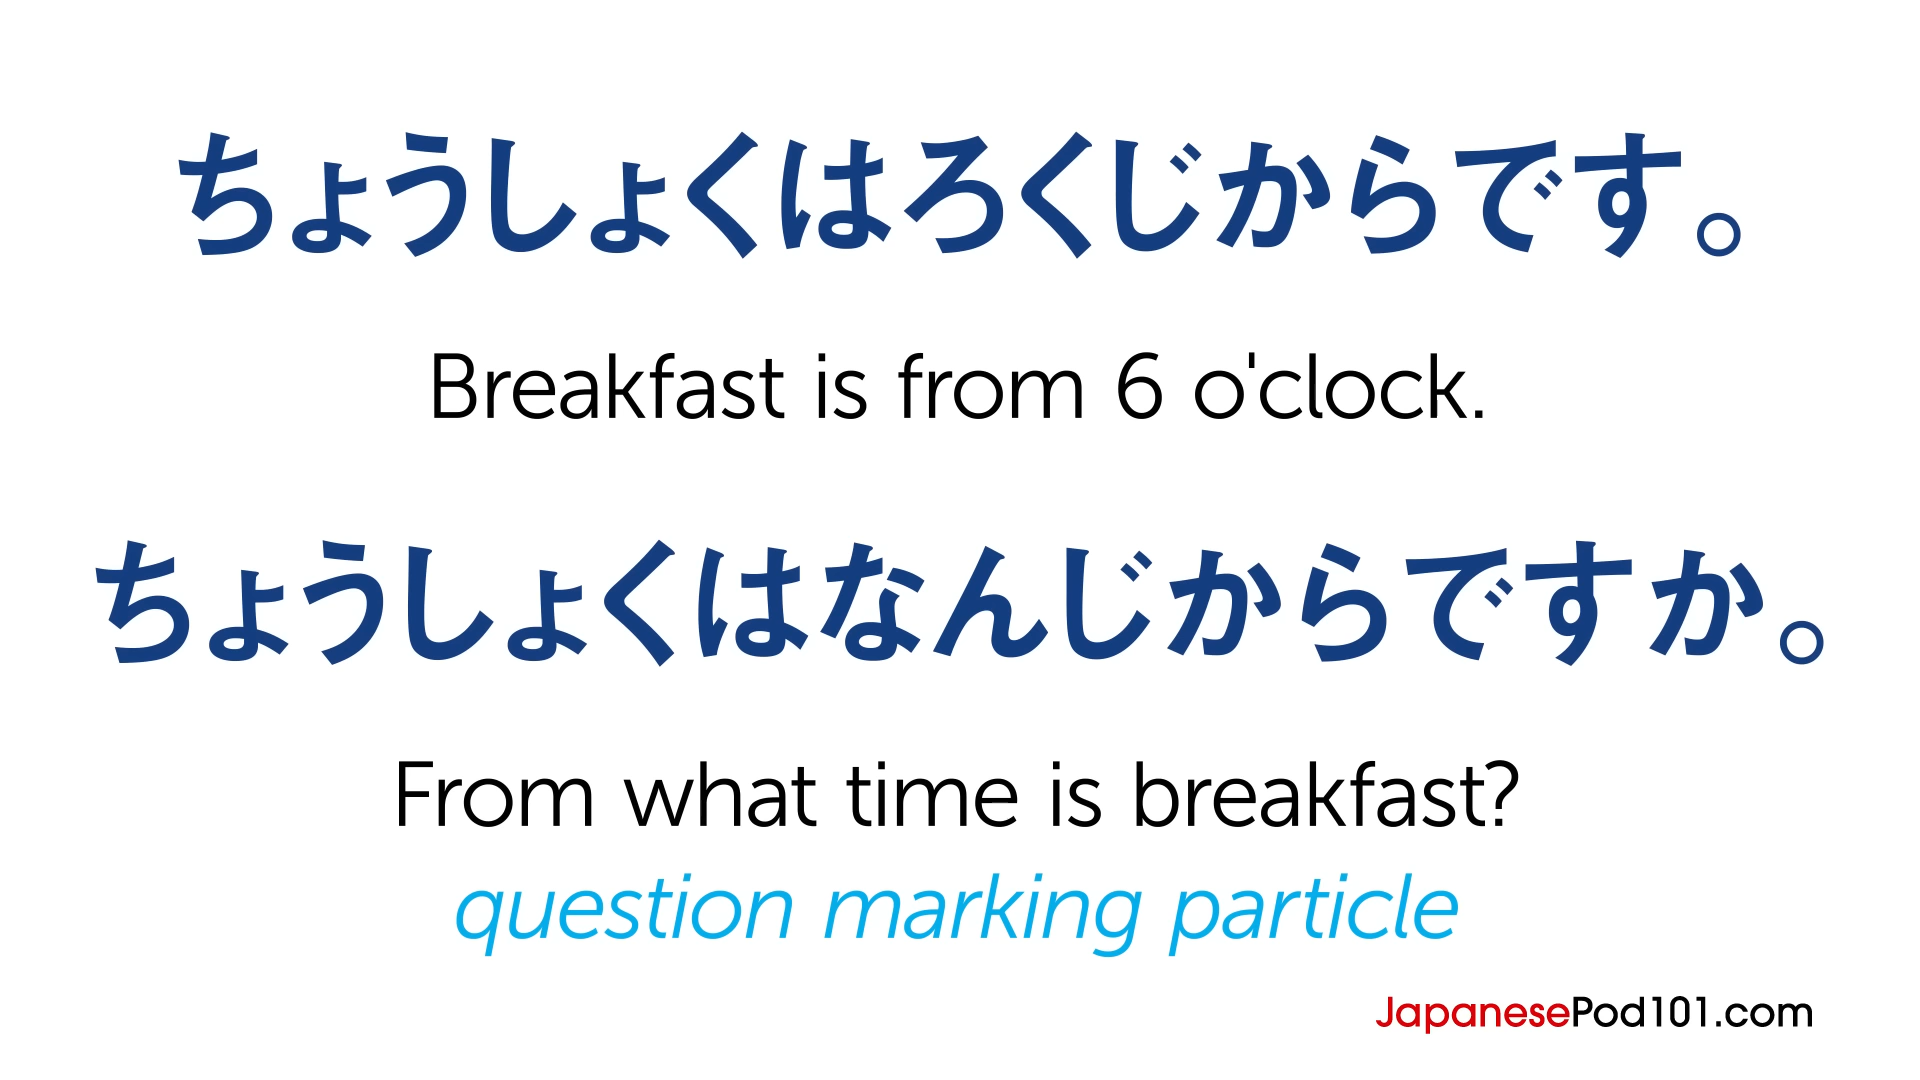 ちょうしょくはろくじからです。
Breakfast is from 6 o'clock.
ちょうしょくはなんじからですか。
From what time is breakfast?
question marking particle
JapanesePod101.com